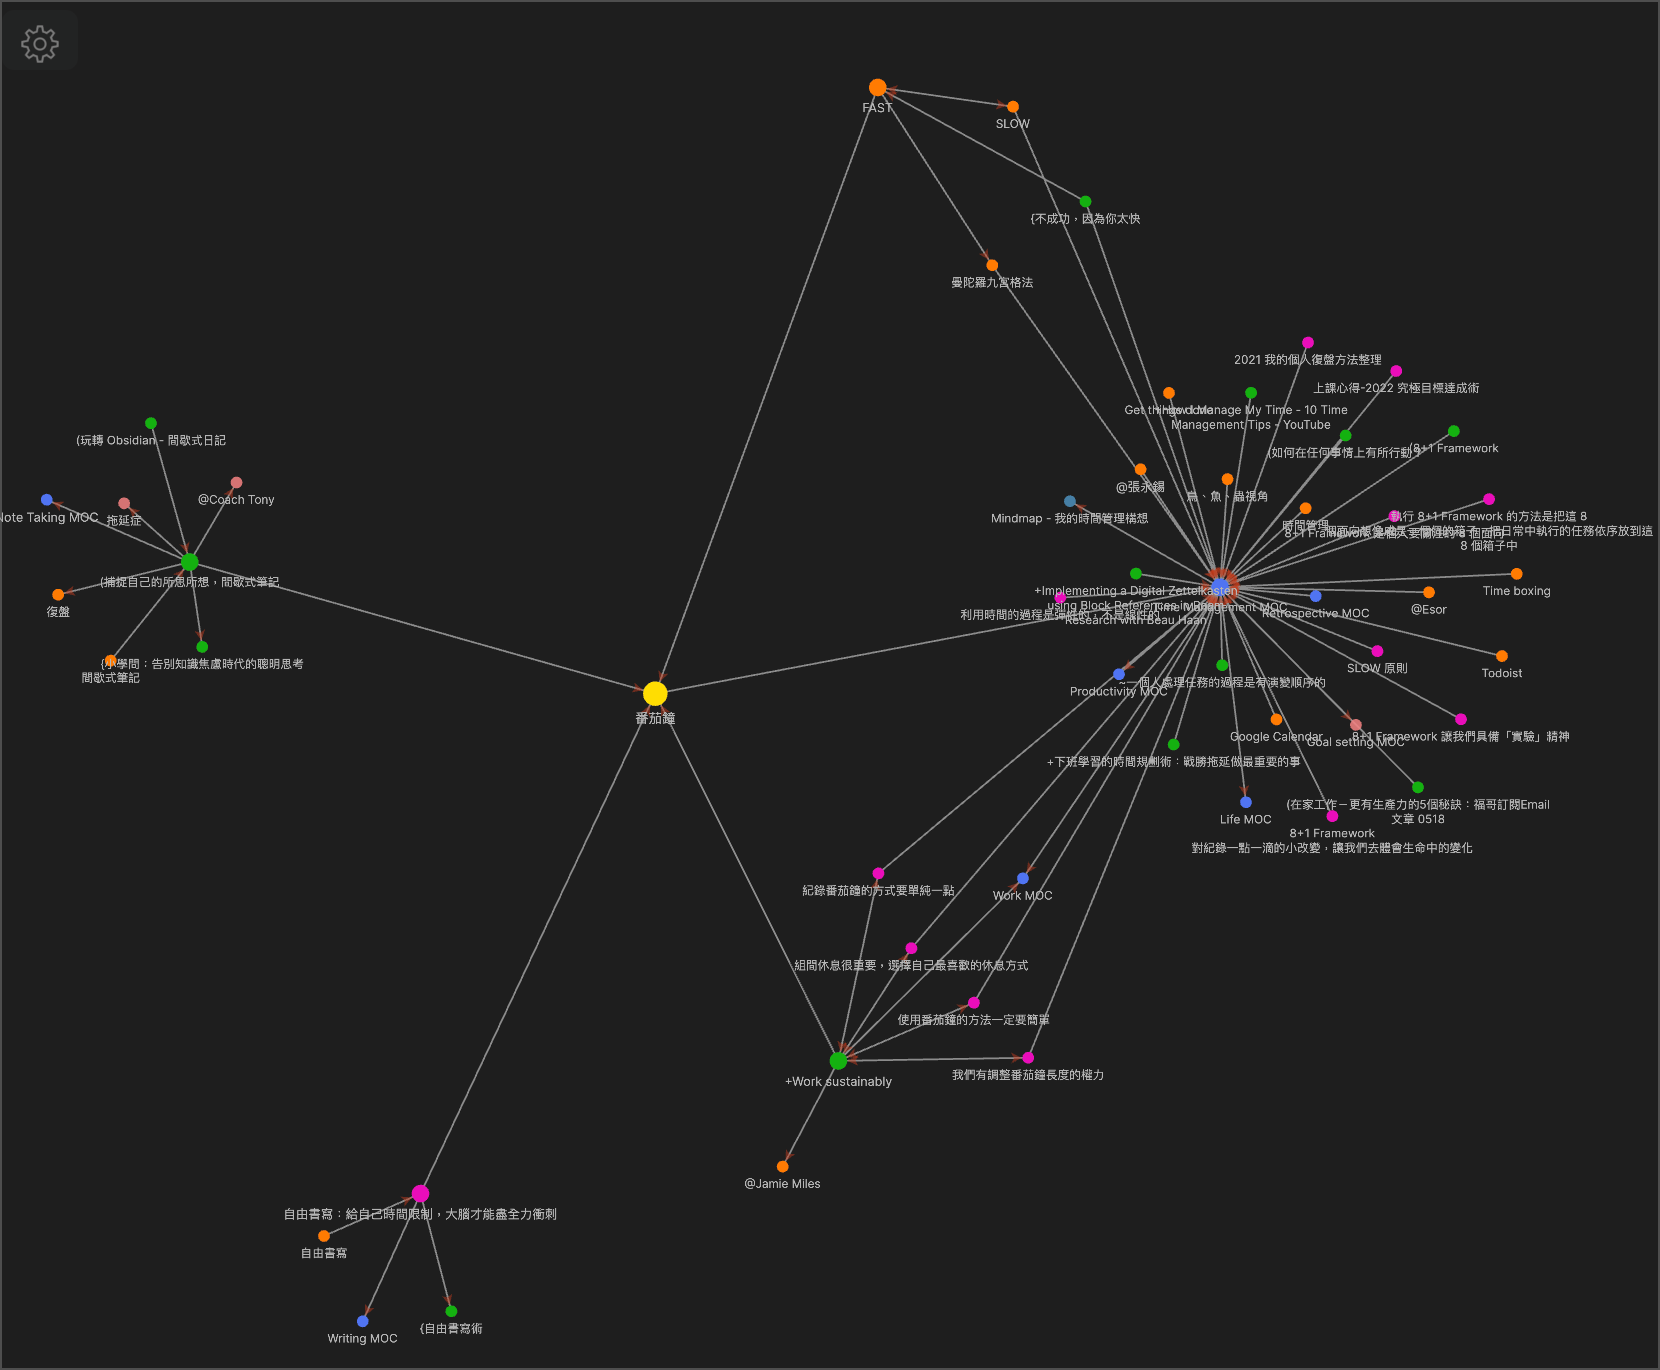 FAST
SLOW
{不成功，因為你太快
曼陀羅九宮格法
2021 我的個人復盤方法整理
上課心得-2022 究極目標達成術
Get things done
+How I Manage My Time - 10 Time
Management Tips - YouTube
(玩轉 Obsidian - 間歇式日記
(如何在任何事情上有所行動
(8+1 Framework
@張永錫
鳥、魚、蟲視角
@Coach Tony
Note Taking MOC
拖延症
Mindmap - 我的時間管理構想
時間管理
執行 8+1 Framework 的方法是把這 8
把日常中執行的任務依序放到這
8 個箱子中
(捕捉自己的所思所想，間歇式筆記
+Implementing a Digital Zettelkasten
using Block References in
Research with Beau Haan
Management MOC
Time boxing
復盤
利用時間的過程是彈性的，不是線性的
Retrospective MOC
@Esor
{小學問：告別知識焦慮時代的聰明思考
間歇式筆記
SLOW 原則
Todoist
~一個人處理任務的過程是有演變順序的
Productivity MOC
番茄鐘
Google Calendar
Goal setting MOC
8+1 Framework 讓我們具備「實驗」精神
+下班學習的時間規劃術：戰勝拖延做最重要的事
(在家工作－更有生產力的5個秘訣：福哥訂閱Email
文章 0518
Life MOC
8+1 Framework
對紀錄一點一滴的小改變，讓我們去體會生命中的變化
紀錄番茄鐘的方式要單純一點
Work MOC
組間休息很重要，選擇自己最喜歡的休息方式
使用番茄鐘的方法一定要簡單
我們有調整番茄鐘長度的權力
+Work sustainably
@Jamie Miles
自由書寫：給自己時間限制，大腦才能盡全力衝刺
自由書寫
{自由書寫術
Writing MOC